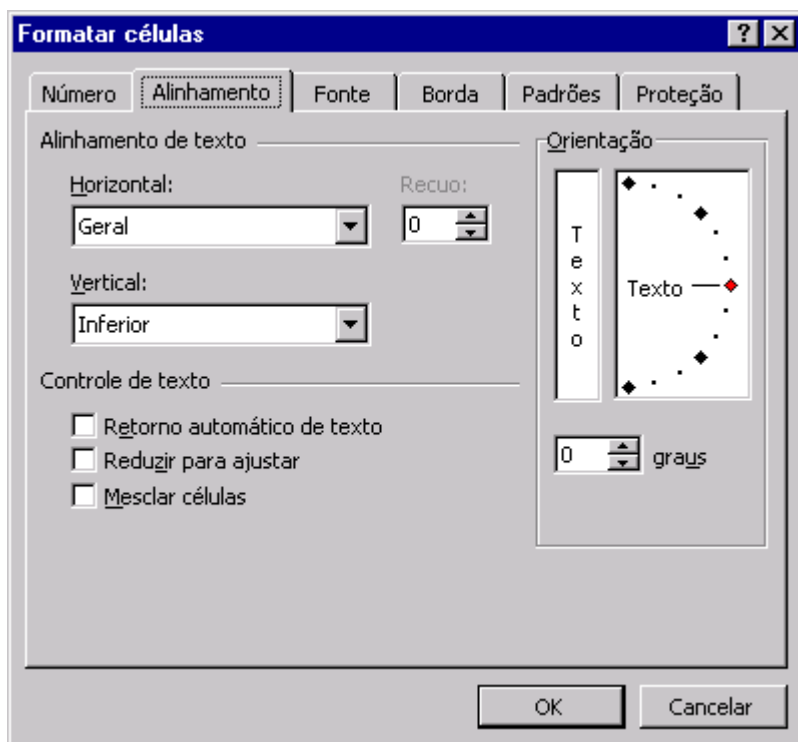 Formatar células
Número Alinhamento Fonte Borda Padrões Proteção
Alinhamento de texto
Horizontal:
Recuo:
Geral
0
Vertical:
Inferior
Controle de texto
Retorno automático de texto
Reduzir para ajustar
Mesclar células
Orientação
T
e
x
t
o
Texto
0 graus
OK Cancelar